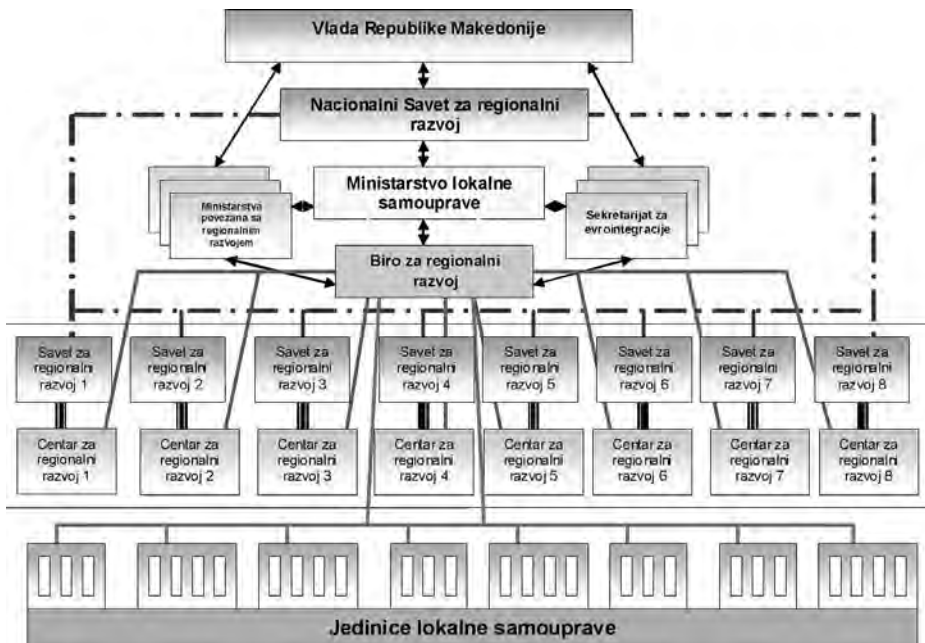 Vlada Republike Makedonije
Nacionalni Savet za regionalni
razvoj
Ministarstvo lokalne
samouprave
Ministarstva
povezana sa
regionalnim
razvojem
Sekretarijat za
evrointegracije
Biro za regionalni
razvoj
Savet za
regionalni
razvoj 1
Savet za
regionalni
razvoj 2
Savet za
regionalni
razvoj 3
Savet za
regionalni
razvoj 4
Savet za
regionalni
razvoj 5
Savet za
regionalni
razvoj 6
Savet za
regionalni
razvoj 7
Savet za
regionalni
razvoj 8
Centar za
regionalni
razvoj 1
Centar za
regionalni
razvoj 2
Centar za
regionalni
razvoj 3
Centar za
regionalni
razvoj 4
Centar za
regionalni
razvoj 5
Centar za
regionalni
razvoj 6
Centar za
regionalni
razvoj 7
Centar za
regionalni
razvoj 8
Jedinice lokalne samouprave